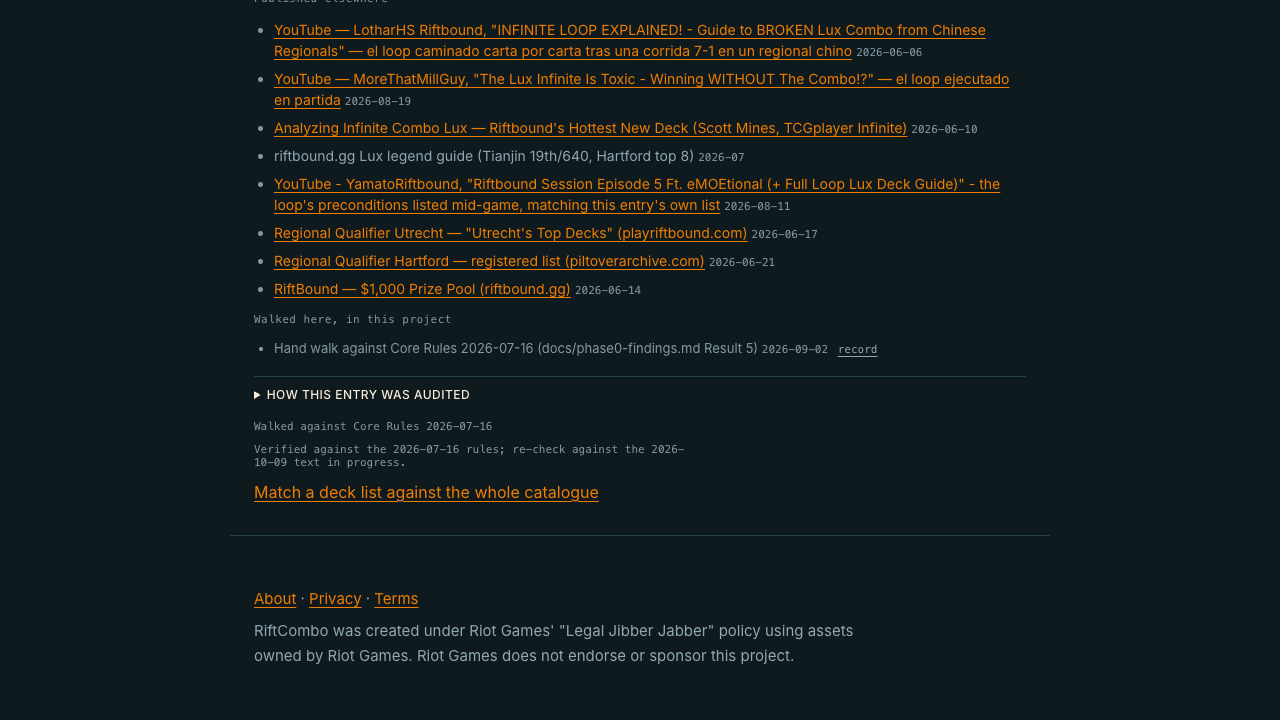 Published elsewhere
YouTube — LotharHS Riftbound, "INFINITE LOOP EXPLAINED! - Guide to BROKEN Lux Combo from Chinese
Regionals" — el loop caminado carta por carta tras una corrida 7-1 en un regional chino 2026-06-06
YouTube — MoreThatMillGuy, "The Lux Infinite Is Toxic - Winning WITHOUT The Combo!?" — el loop ejecutado
en partida 2026-08-19
Analyzing Infinite Combo Lux — Riftbound's Hottest New Deck (Scott Mines, TCGplayer Infinite) 2026-06-10
riftbound.gg Lux legend guide (Tianjin 19th/640, Hartford top 8) 2026-07
YouTube - YamatoRiftbound, "Riftbound Session Episode 5 Ft. eMOEtional (+ Full Loop Lux Deck Guide)" - the
loop's preconditions listed mid-game, matching this entry's own list 2026-08-11
Regional Qualifier Utrecht — "Utrecht's Top Decks" (playriftbound.com) 2026-06-17
Regional Qualifier Hartford — registered list (piltoverarchive.com) 2026-06-21
RiftBound — $1,000 Prize Pool (riftbound.gg) 2026-06-14
Walked here, in this project
Hand walk against Core Rules 2026-07-16 (docs/phase0-findings.md Result 5) 2026-09-02 record
HOW THIS ENTRY WAS AUDITED
Walked against Core Rules 2026-07-16
Verified against the 2026-07-16 rules; re-check against the 2026-
10-09 text in progress.
Match a deck list against the whole catalogue
About · Privacy · Terms
RiftCombo was created under Riot Games' "Legal Jibber Jabber" policy using assets
owned by Riot Games. Riot Games does not endorse or sponsor this project.